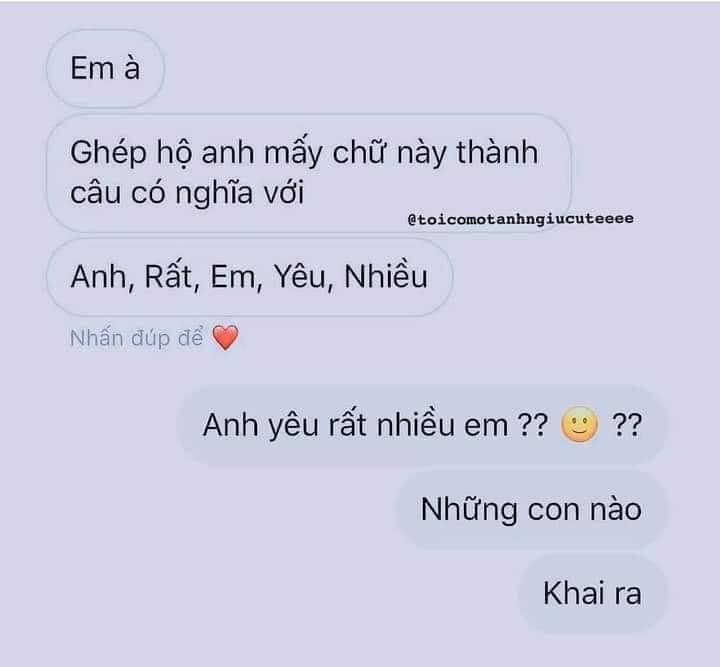 Em à
Ghép hộ anh mấy chữ này thành
câu có nghĩa với
@toicomotanhngiucuteeee
Anh, Rất, Em, Yêu, Nhiều
Nhấn đúp để ❤️
Anh yêu rất nhiều em ?? 🙂 ??
Những con nào
Khai ra